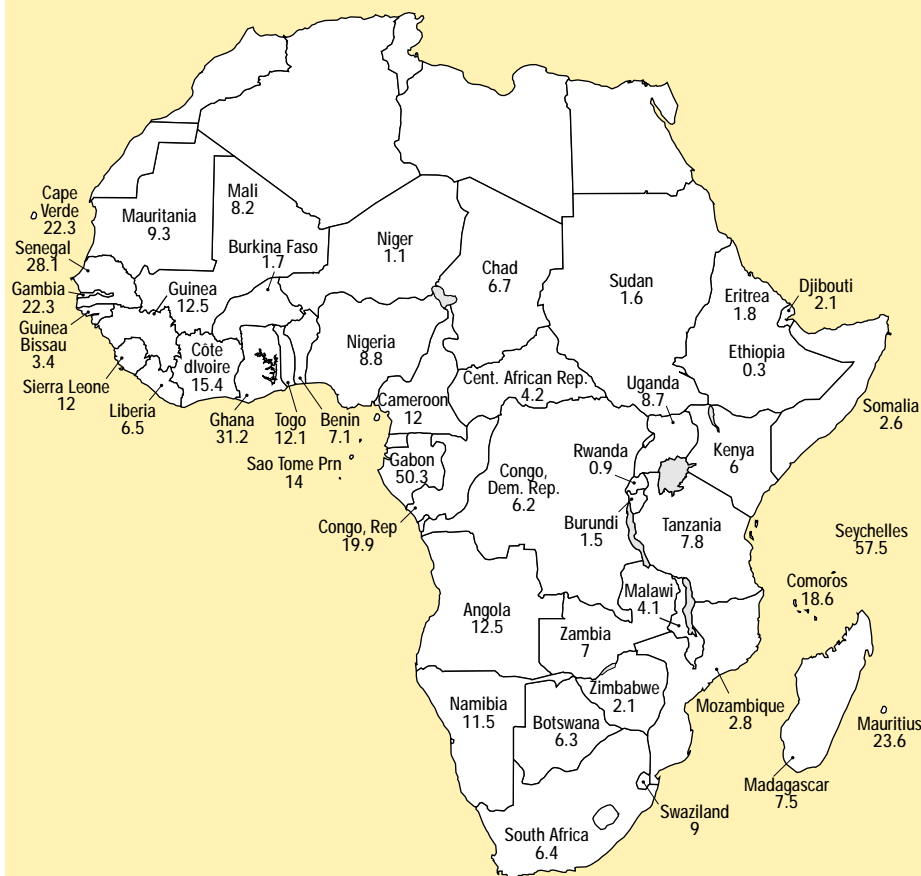 Cape
Verde
22.3
Mauritania
9.3
Mali
8.2
Niger
1.1
Chad
6.7
Sudan
1.6
Eritrea
1.8
Djibouti
2.1
Senegal
28.1
Gambia
22.3
Guinea
Bissau
3.4
Guinea
12.5
Burkina Faso
1.7
Sierra Leone
12
Liberia
6.5
Côte
dIvoire
15.4
Ghana
31.2
Togo
12.1
Benin
7.1
Nigeria
8.8
Cameroon
12
Cent. African Rep.
4.2
Ethiopia
0.3
Somalia
2.6
Uganda
8.7
Kenya
6
Sao Tome Prn
14
Gabon
50.3
Congo, Rep
19.9
Congo,
Dem. Rep.
6.2
Rwanda
0.9
Burundi
1.5
Tanzania
7.8
Seychelles
57.5
Comoros
18.6
Angola
12.5
Zambia
7
Malawi
4.1
Mozambique
2.8
Zimbabwe
2.1
Namibia
11.5
Botswana
6.3
Madagascar
7.5
Mauritius
23.6
Swaziland
9
South Africa
6.4